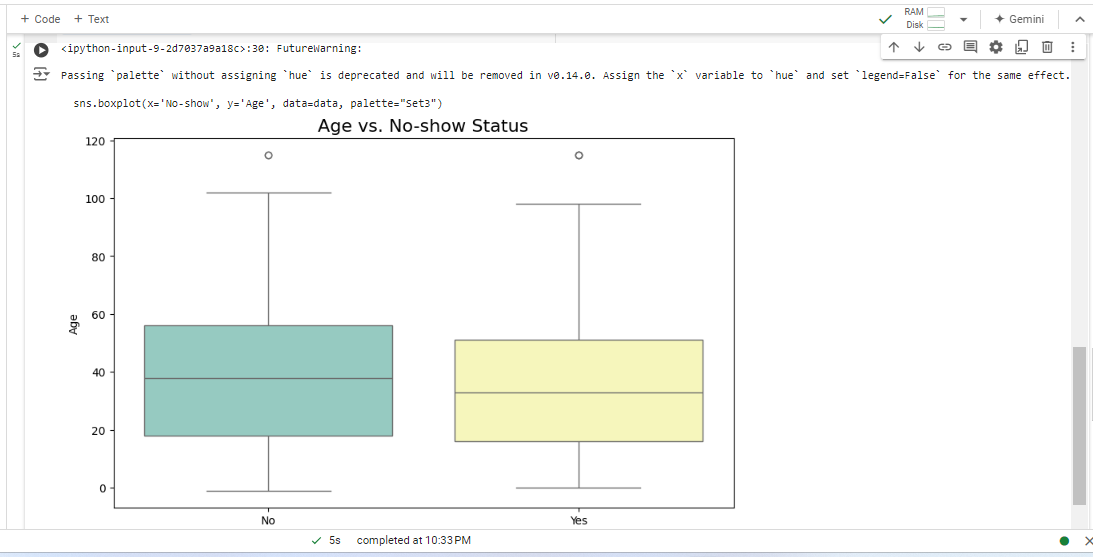 + Code + Text
RAM
Disk
Gemini
5s
<ipython-input-9-2d7037a9a18c>:30: FutureWarning:
Passing `palette` without assigning `hue` is deprecated and will be removed in v0.14.0. Assign the `x` variable to `hue` and set `legend=False` for the same effect.
sns.boxplot(x='No-show', y='Age', data=data, palette="Set3")
Age vs. No-show Status
120
100
80
60
40
20
0
Age
No Yes
5s completed at 10:33 PM